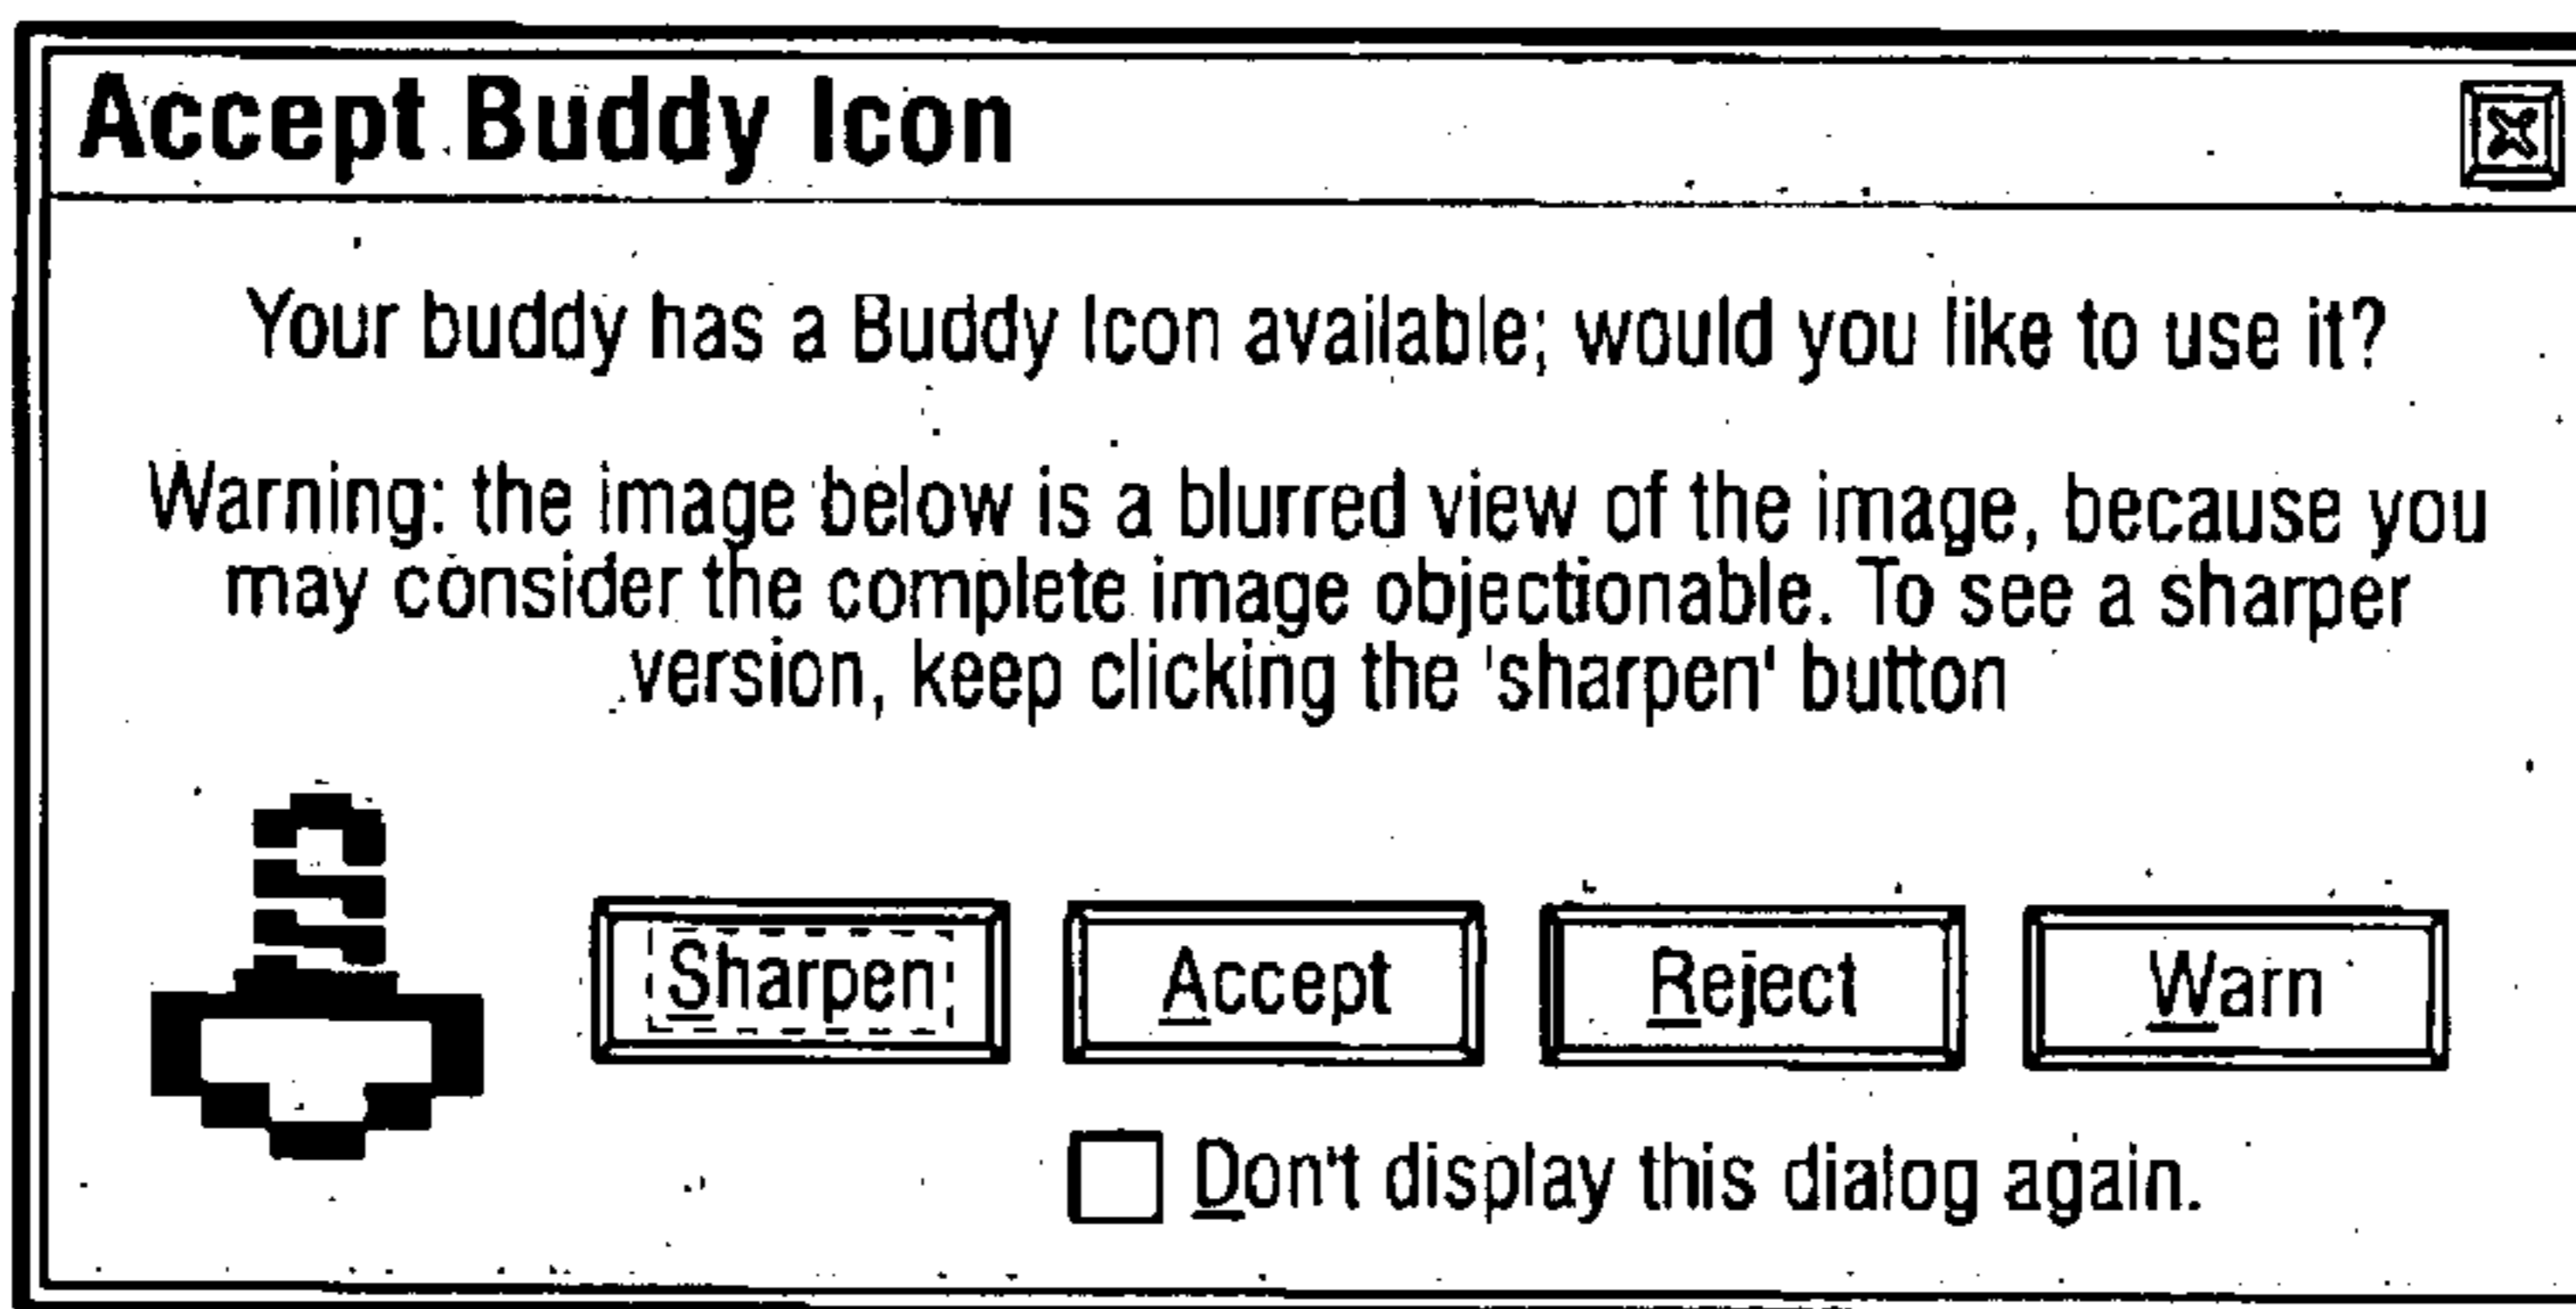 Accept Buddy Icon
Your buddy has a Buddy Icon available; would you like to use it?
Warning: the image below is a blurred view of the image, because you
may consider the complete image objectionable. To see a sharper
version, keep clicking the 'sharpen' button
Sharpen Accept Reject Warn
Don't display this dialog again.